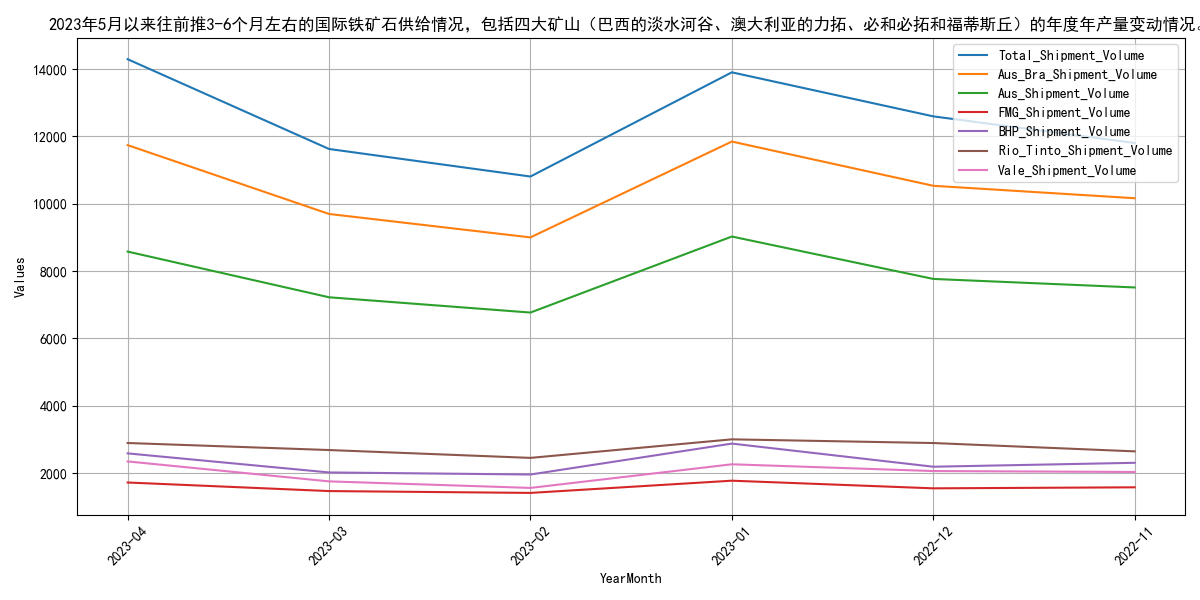 2023年5月以来往前推3-6个月左右的国际铁矿石供给情况，包括四大矿山（巴西的淡水河谷、澳大利亚的力拓、必和必拓和福蒂斯丘）的年度年产量变动情况。
Total_Shipment_Volume
Aus_Bra_Shipment_Volume
Aus_Shipment_Volume
FMG_Shipment_Volume
BHP_Shipment_Volume
Rio_Tinto_Shipment_Volume
Vale_Shipment_Volume
14000
12000
10000
8000
6000
4000
2000
Values
2023-04
2023-03
2023-02
2023-01
2022-12
2022-11
YearMonth